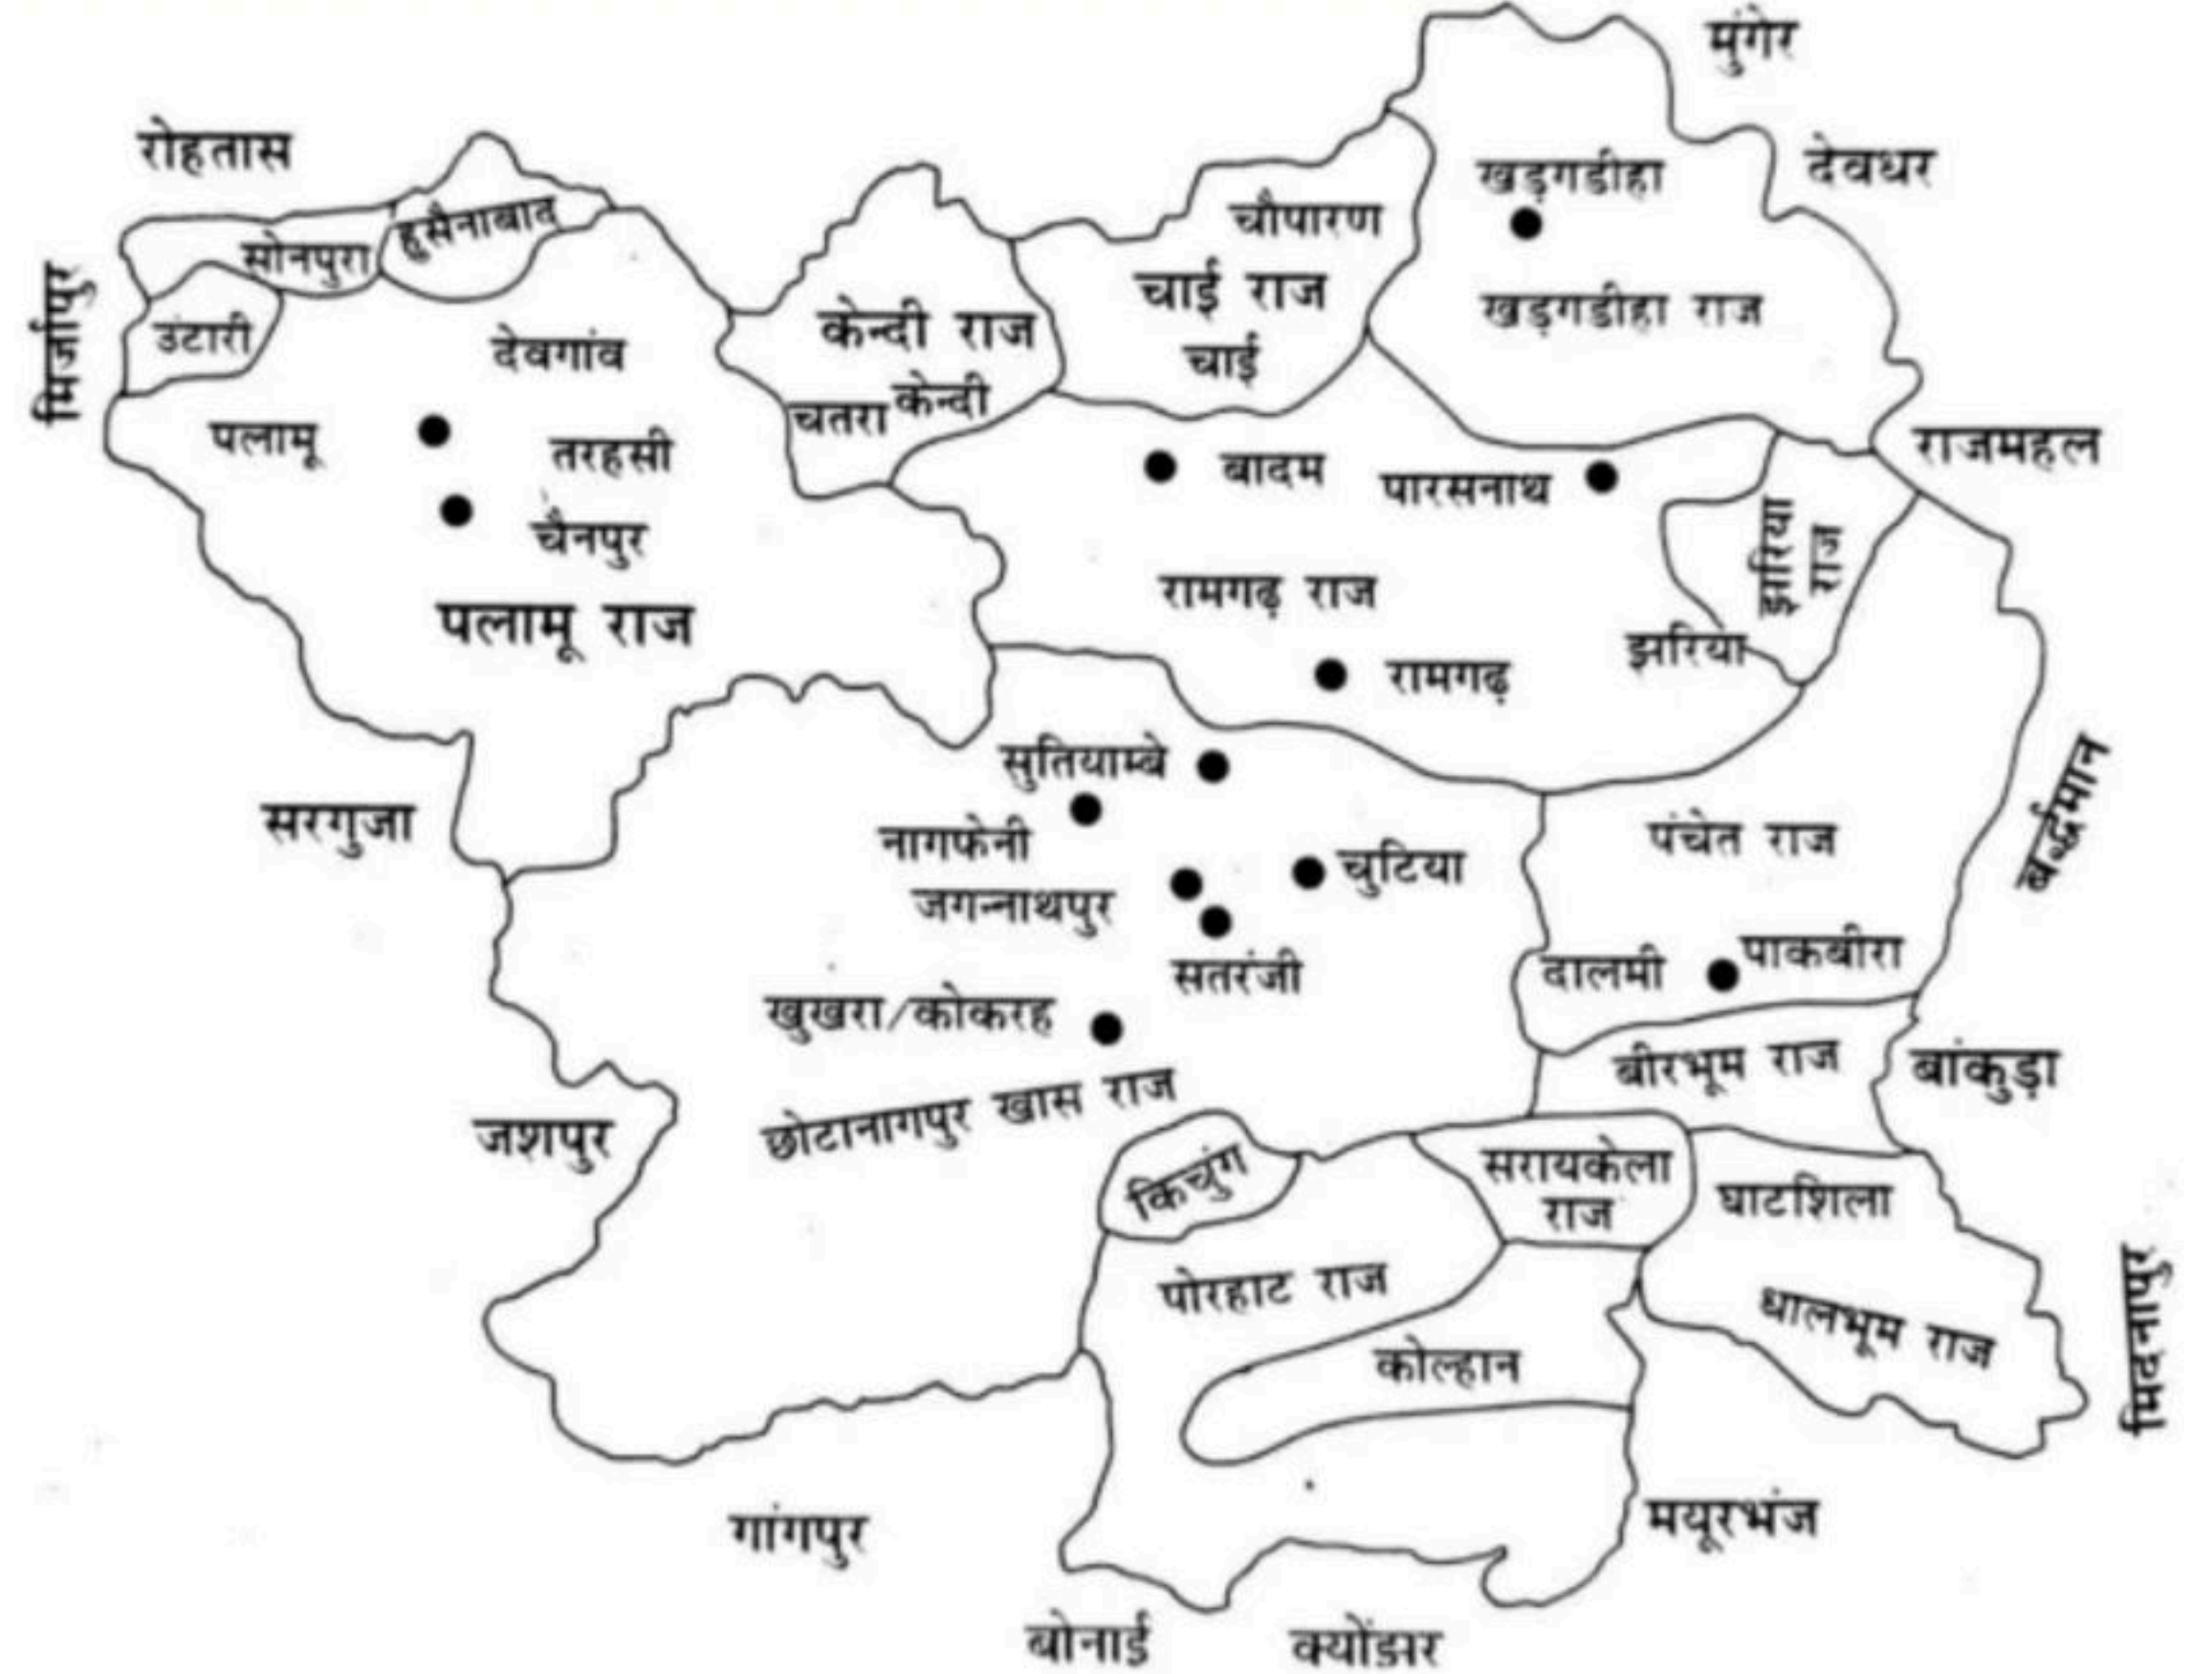 मुंगेर
रोहतास
देवधर
खड़गडीहा
चौपारण
हुसैनाबाद
सोनपुरा
मिर्जापुर
उंटारी
चाई राज
चाई
खड़गडीहा राज
केन्दी राज
केन्दी
चतरा
देवगांव
पलामू
तरहसी
चैनपुर
पलामू राज
बादम
पारसनाथ
राजमहल
झरिया
राज
रामगढ़ राज
झरिया
रामगढ़
सुतियाम्बे
सरगुजा
नागफेनी
चुटिया
पंचेत राज
बर्द्धमान
जगन्नाथपुर
सतरंजी
दालमी
पाकबीरा
खुखरा/कोकरह
बीरभूम राज
बांकुड़ा
छोटानागपुर खास राज
जशपुर
किचुंग
सरायकेला
राज
घाटशिला
पोरहाट राज
धालभूम राज
मिदनापुर
कोल्हान
गांगपुर
मयूरभंज
बोनाई
क्योंझर